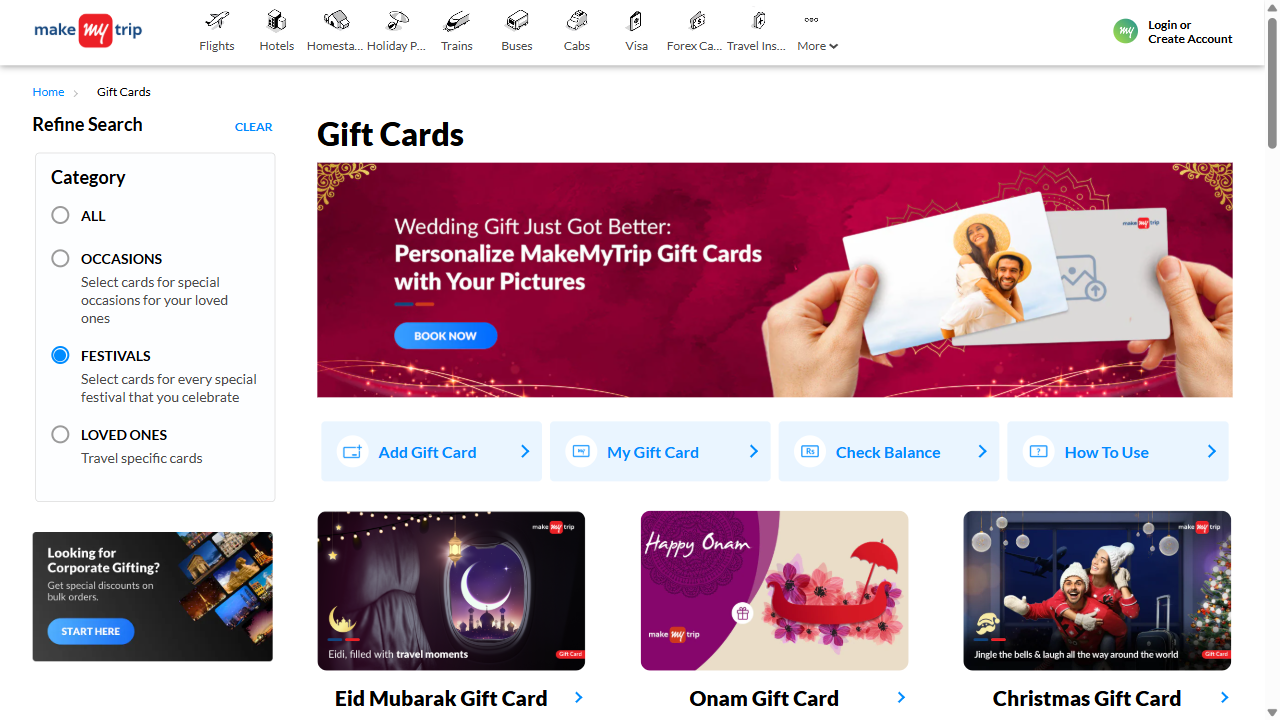 make my trip
Flights
Hotels
Homesta...
Holiday P...
Trains
Buses
Cabs
Visa
Forex Ca...
Travel Ins...
More
my
Login or
Create Account
Home
Gift Cards
Refine Search
CLEAR
Category
ALL
OCCASIONS
Select cards for special
occasions for your loved
ones
FESTIVALS
Select cards for every special
festival that you celebrate
LOVED ONES
Travel specific cards
Looking for
Corporate Gifting?
Get special discounts on
bulk orders.
START HERE
Gift Cards
Wedding Gift Just Got Better:
Personalize MakeMyTrip Gift Cards
with Your Pictures
BOOK NOW
make my trip
Add Gift Card
my
My Gift Card
Rs
Check Balance
?
How To Use
make my trip
Eidi, filled with travel moments
Gift Card
Eid Mubarak Gift Card
Happy Onam
make my trip
Onam Gift Card
make my trip
Jingle the bells & laugh all the way around the world
Gift Card
Christmas Gift Card